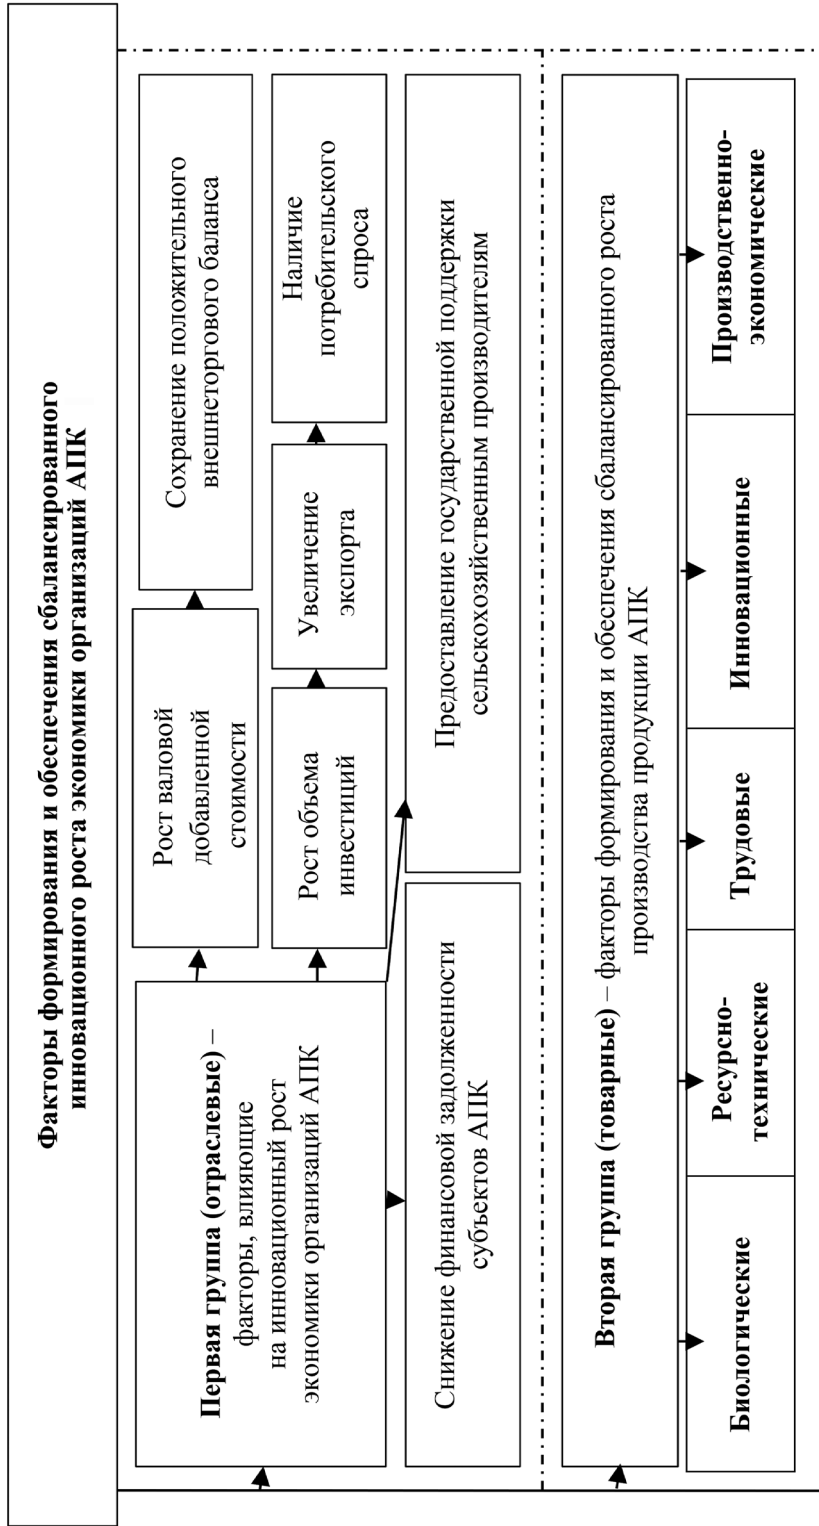 Факторы формирования и обеспечения сбалансированного
инновационного роста экономики организаций АПК
Первая группа (отраслевые) –
факторы, влияющие
на инновационный рост
экономики организаций АПК
Рост валовой
добавленной
стоимости
Сохранение положительного
внешнеторгового баланса
Рост объема
инвестиций
Увеличение
экспорта
Наличие
потребительского
спроса
Снижение финансовой задолженности
субъектов АПК
Предоставление государственной поддержки
сельскохозяйственным производителям
Вторая группа (товарные) – факторы формирования и обеспечения сбалансированного роста
производства продукции АПК
Биологические
Ресурсно-
технические
Трудовые
Инновационные
Производственно-
экономические